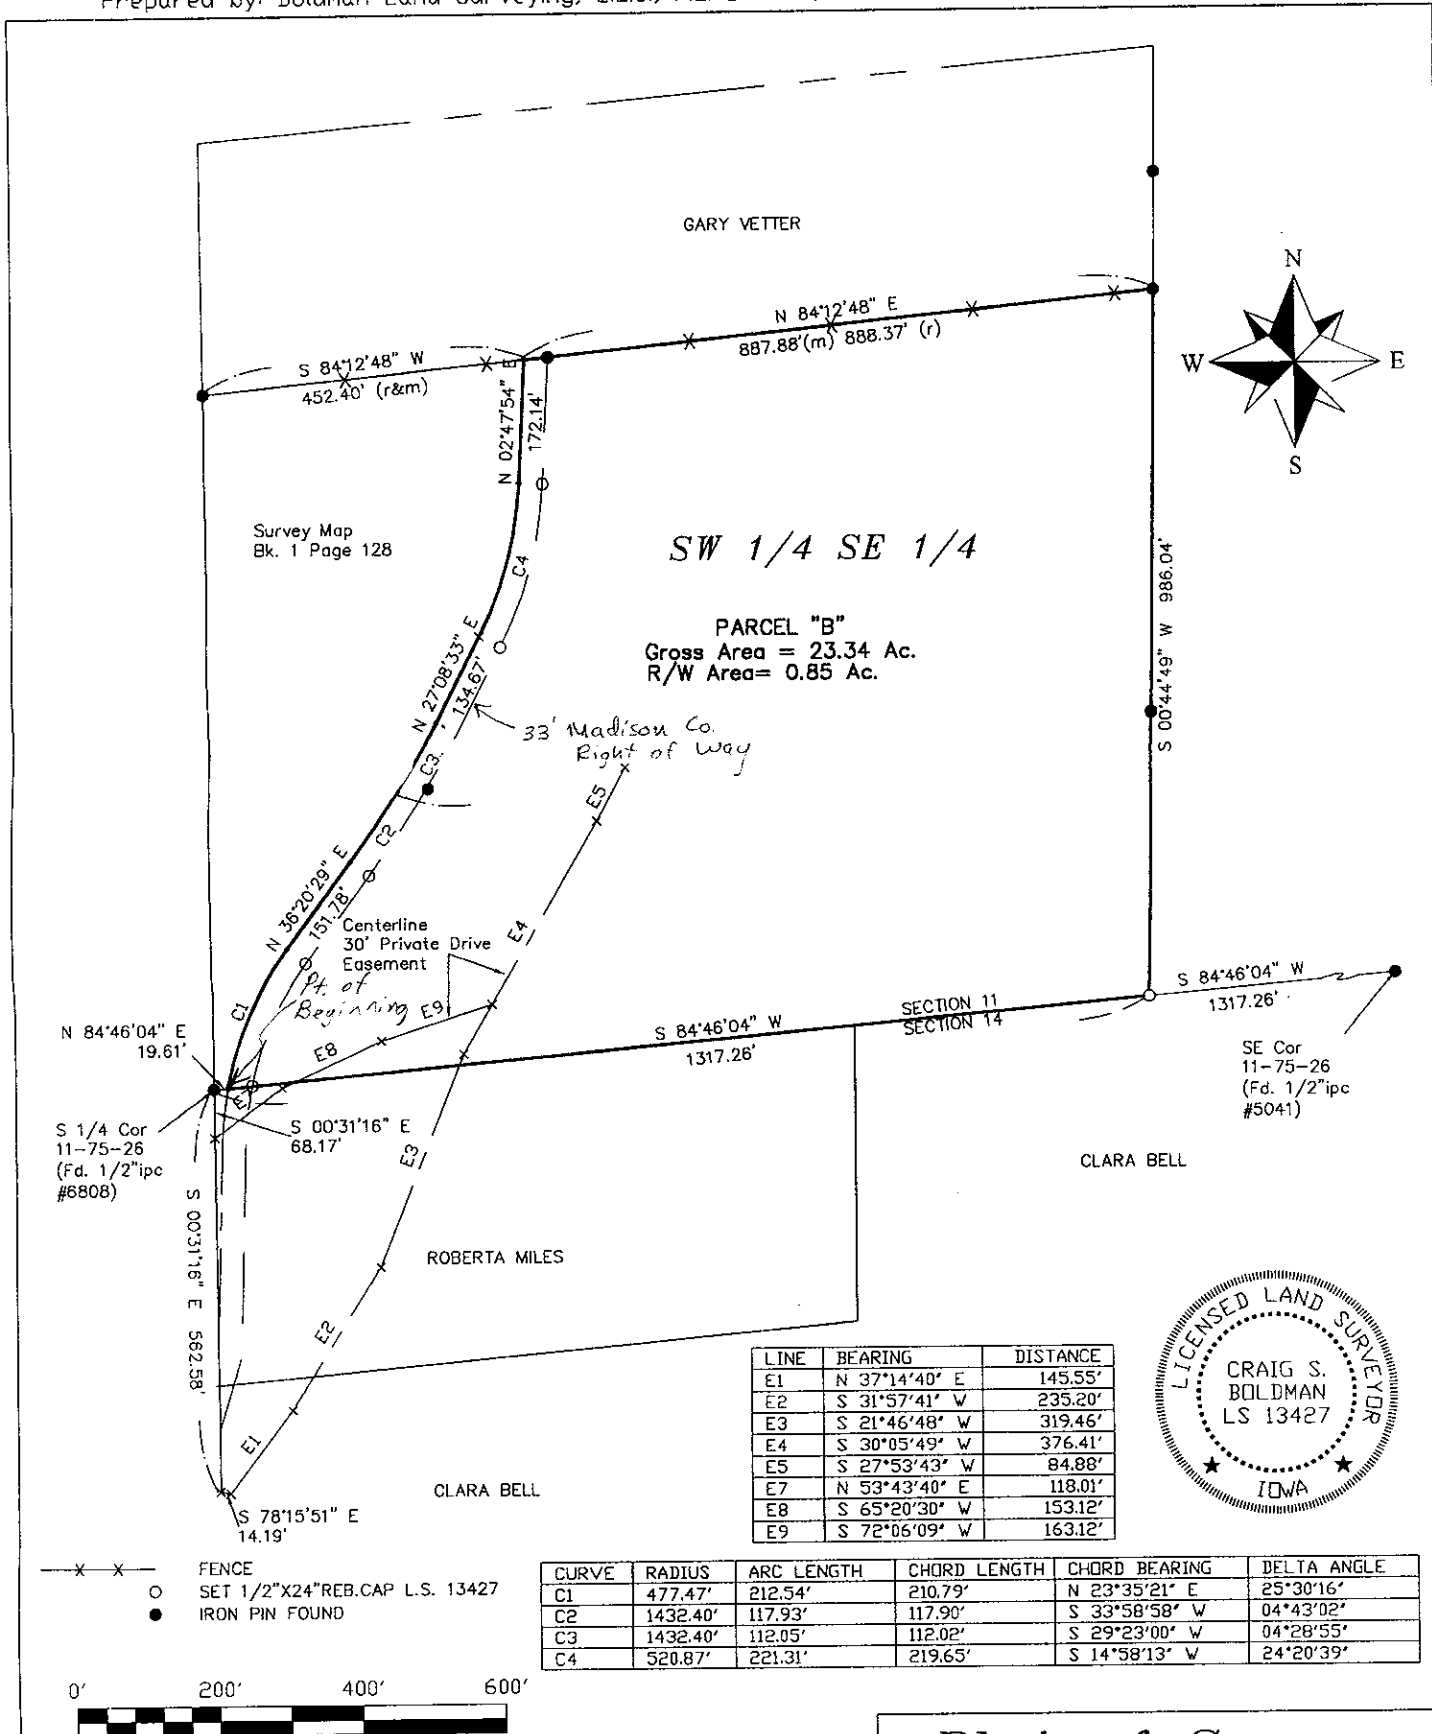 Prepared by: Boldman Land Surveying,
GARY VETTER
N
W
E
S
N 84°12'48" E
887.88'(m) 888.37' (r)
S 84°12'48" W
452.40' (r&m)
N 02°47'54" E
172.14'
Survey Map
Bk. 1 Page 128
C4
SW 1/4 SE 1/4
S 00°44'49" W 986.04'
PARCEL "B"
Gross Area = 23.34 Ac.
R/W Area= 0.85 Ac.
N 27°08'33" E
134.67'
33' Madison Co.
Right of Way
C3
E5
C2
N 36°20'29" E
151.78'
Centerline
30' Private Drive
Easement
E4
Pt. of
Beginning
E9
C1
E8
N 84°46'04" E
19.61'
S 84°46'04" W
1317.26'
SECTION 11
SECTION 14
S 84°46'04" W
1317.26'
SE Cor
11-75-26
(Fd. 1/2"ipc
#5041)
E7
S 1/4 Cor
11-75-26
(Fd. 1/2"ipc
#6808)
S 00°31'16" E
68.17'
E3
CLARA BELL
S 00°31'16" E 562.58'
ROBERTA MILES
E2
E1
CLARA BELL
S 78°15'51" E
14.19'
LINE BEARING DISTANCE
E1 N 37°14'40" E 145.55'
E2 S 31°57'41" W 235.20'
E3 S 21°46'48" W 319.46'
E4 S 30°05'49" W 376.41'
E5 S 27°53'43" W 84.88'
E7 N 53°43'40" E 118.01'
E8 S 65°20'30" W 153.12'
E9 S 72°06'09" W 163.12'
LICENSED LAND SURVEYOR
CRAIG S.
BOLDMAN
LS 13427
IOWA
FENCE
SET 1/2"X24"REB.CAP L.S. 13427
IRON PIN FOUND
CURVE RADIUS ARC LENGTH CHORD LENGTH CHORD BEARING DELTA ANGLE
C1 477.47' 212.54' 210.79' N 23°35'21" E 25°30'16"
C2 1432.40' 117.93' 117.90' S 33°58'58" W 04°43'02"
C3 1432.40' 112.05' 112.02' S 29°23'00" W 04°28'55"
C4 520.87' 221.31' 219.65' S 14°58'13" W 24°20'39"
0' 200' 400' 600'